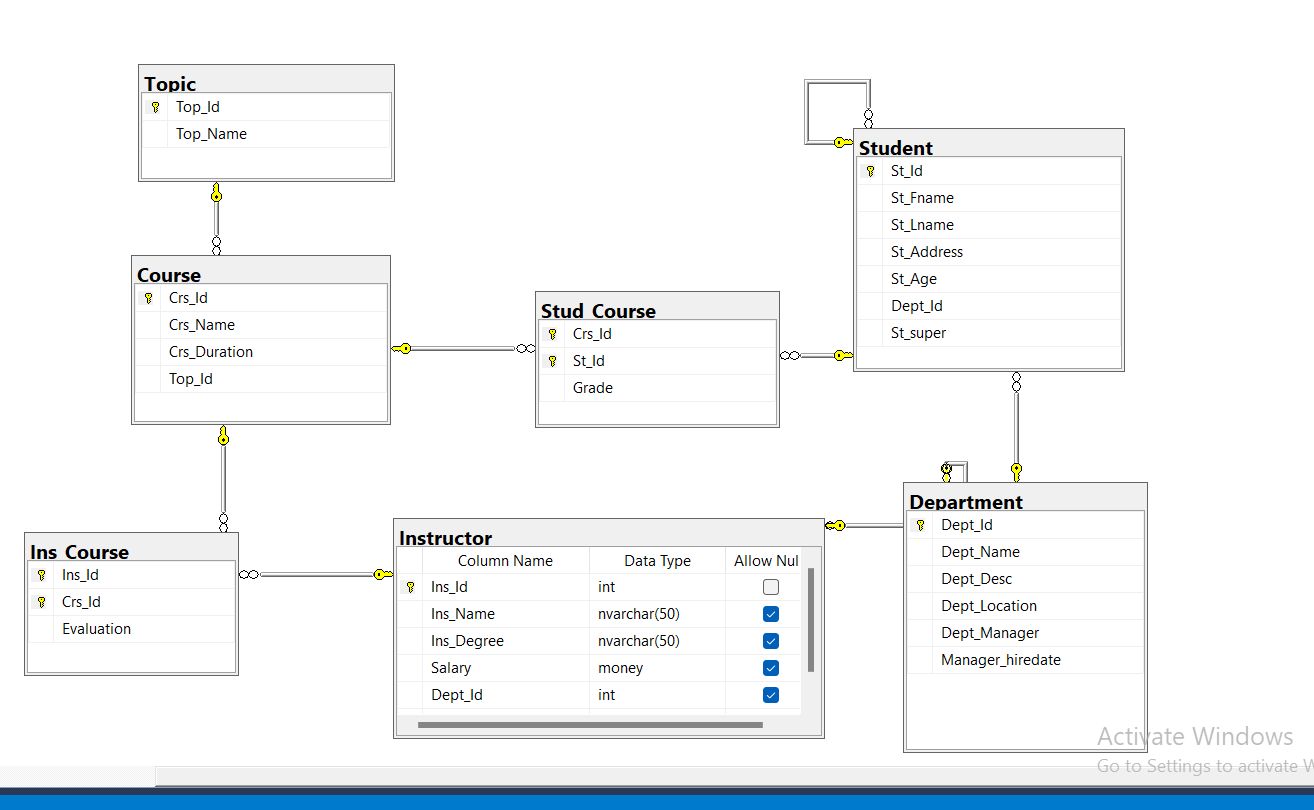 Topic
Top_Id
Top_Name
Course
Crs_Id
Crs_Name
Crs_Duration
Top_Id
Stud_Course
Crs_Id
St_Id
Grade
Student
St_Id
St_Fname
St_Lname
St_Address
St_Age
Dept_Id
St_super
Ins_Course
Ins_Id
Crs_Id
Evaluation
Instructor
Column Name Data Type Allow Nul
Ins_Id int
Ins_Name nvarchar(50)
Ins_Degree nvarchar(50)
Salary money
Dept_Id int
Department
Dept_Id
Dept_Name
Dept_Desc
Dept_Location
Dept_Manager
Manager_hiredate
Activate Windows
Go to Settings to activate W